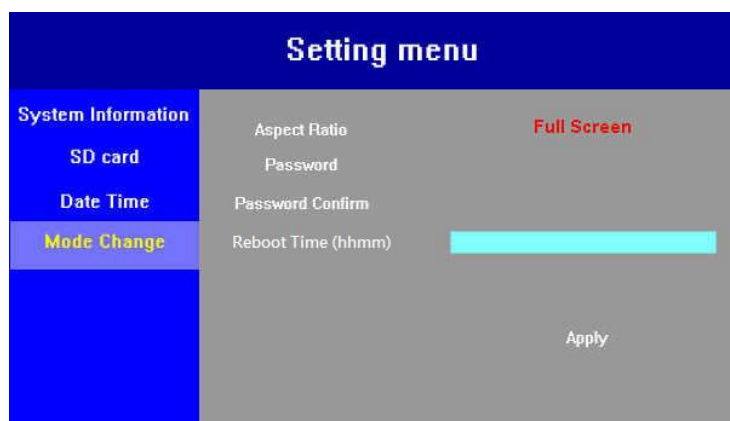 Setting menu
System Information
SD card
Date Time
Mode Change
Aspect Ratio
Full Screen
Password
Password Confirm
Reboot Time (hhmm)
Apply